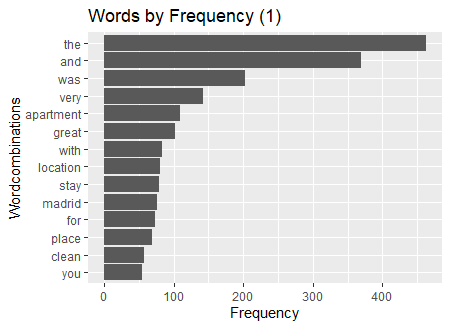 Words by Frequency (1)
Wordcombinations
the
and
was
very
apartment
great
with
location
stay
madrid
for
place
clean
you
0 100 200 300 400
Frequency